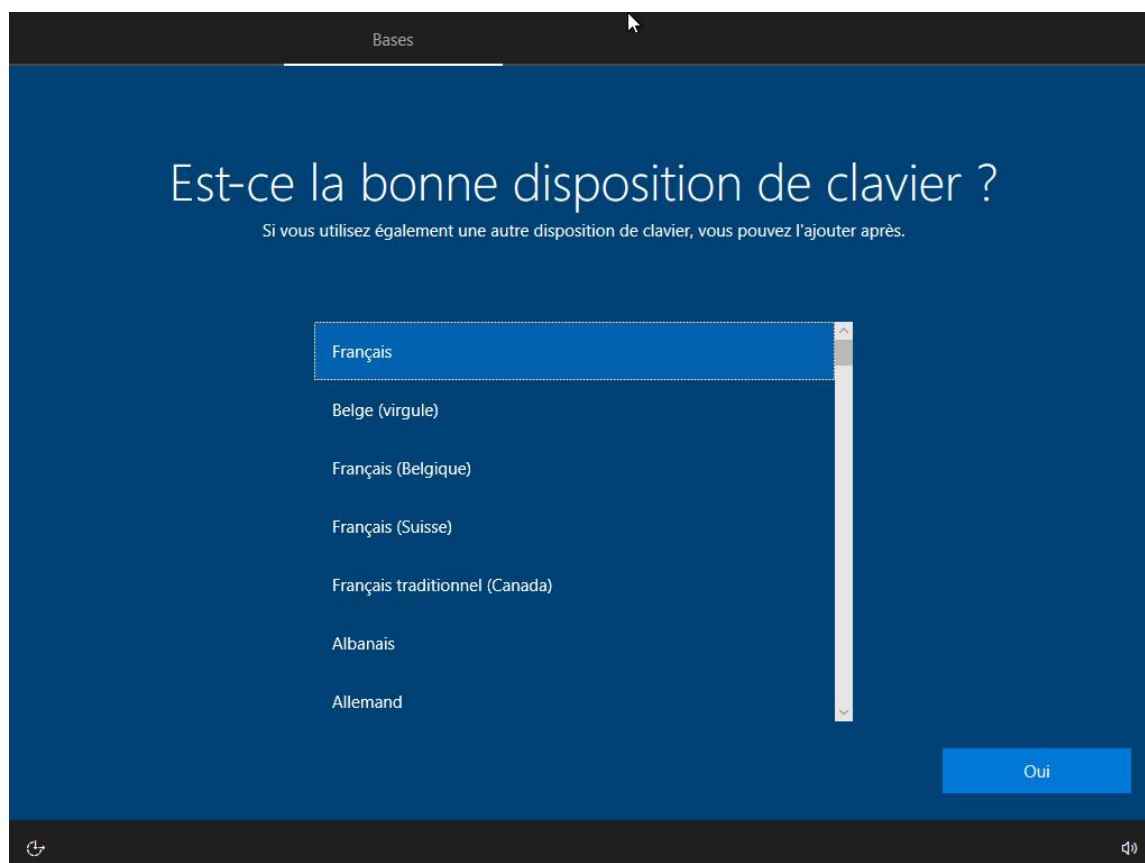 Bases
Est-ce la bonne disposition de clavier ?
Si vous utilisez également une autre disposition de clavier, vous pouvez l'ajouter après.
Français
Belge (virgule)
Français (Belgique)
Français (Suisse)
Français traditionnel (Canada)
Albanais
Allemand
Oui